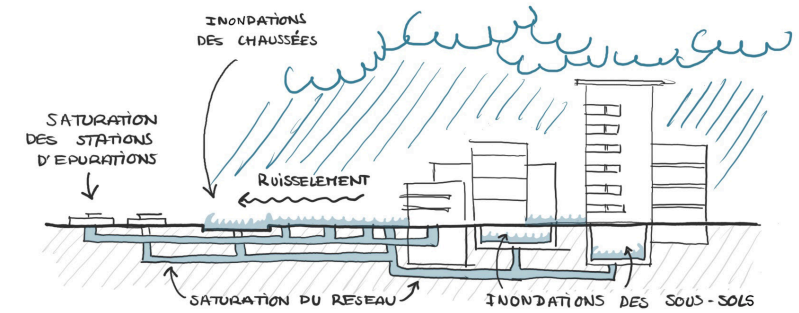 INONDATIONS
DES CHAUSSÉES
SATURATION
DES STATIONS
D'EPURATIONS
RUISSELEMENT
SATURATION DU RESEAU
INONDATIONS DES SOUS-SOLS